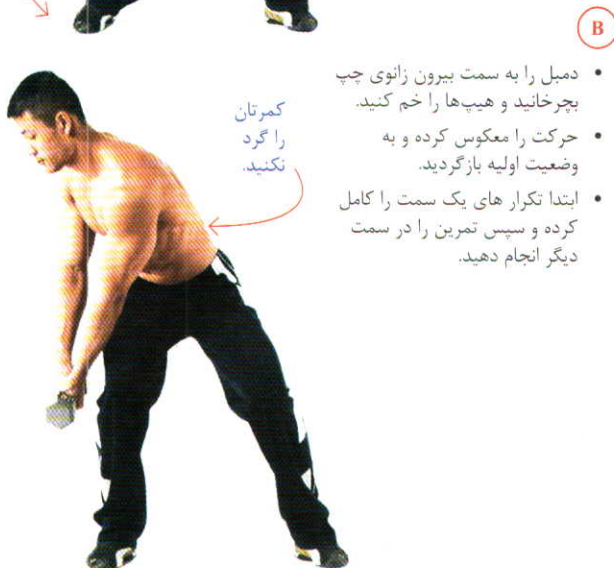 B
• دمبل را به سمت بیرون زانوی چپ
بچرخانید و هیپ‌ها را خم کنید.
• حرکت را معکوس کرده و به
وضعیت اولیه بازگردید.
• ابتدا تکرار های یک سمت را کامل
کرده و سپس تمرین را در سمت
دیگر انجام دهید.
کمرتان
را گرد
نکنید.